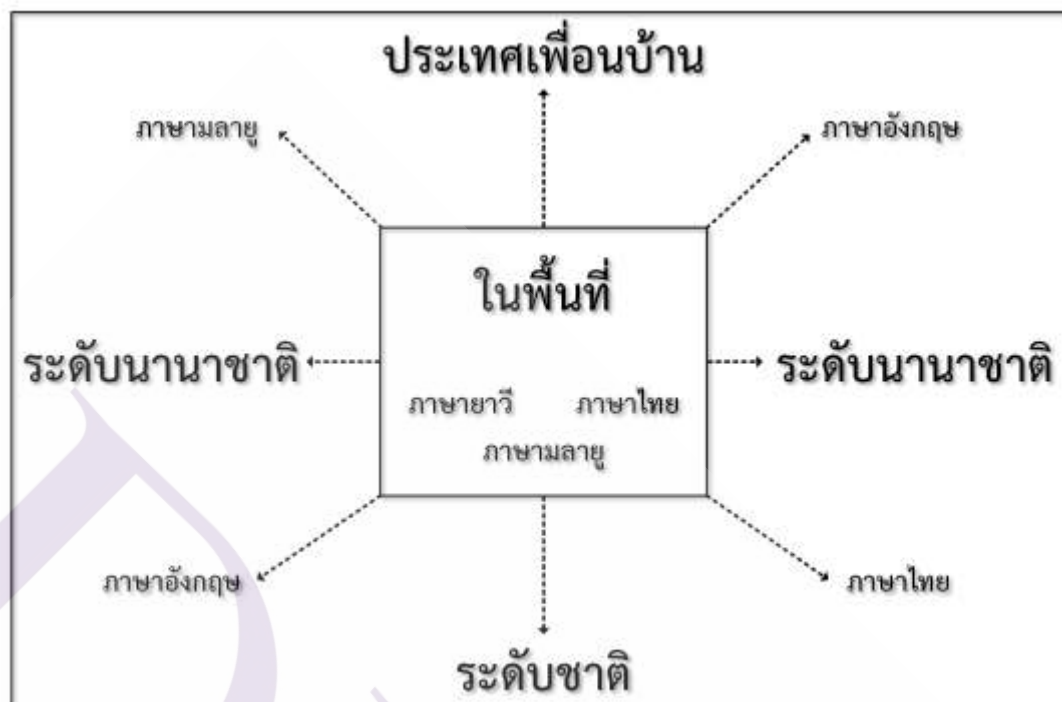 ประเทศเพื่อนบ้าน
ภาษามลายู
ภาษาอังกฤษ
ในพื้นที่
ระดับนานาชาติ
ระดับนานาชาติ
ภาษายาวี
ภาษาไทย
ภาษามลายู
ภาษาอังกฤษ
ภาษาไทย
ระดับชาติ